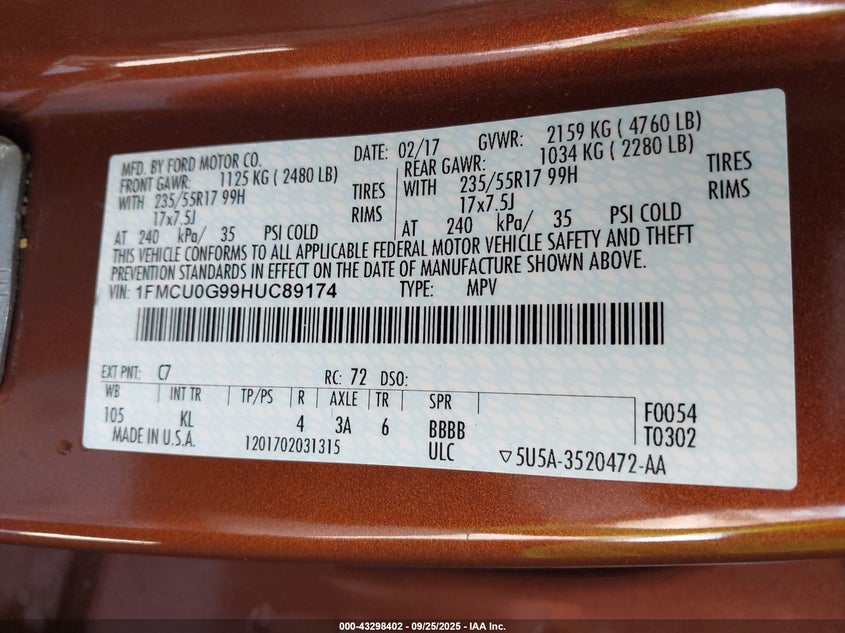 MFD. BY FORD MOTOR CO. DATE: 02/17 GVWR: 2159 KG ( 4760 LB)
FRONT GAWR: 1125 KG ( 2480 LB) REAR GAWR: 1034 KG ( 2280 LB)
WITH 235/55R17 99H TIRES WITH 235/55R17 99H TIRES
17x7.5J RIMS 17x7.5J RIMS
AT 240 kPa/ 35 PSI COLD AT 240 kPa/ 35 PSI COLD
THIS VEHICLE CONFORMS TO ALL APPLICABLE FEDERAL MOTOR VEHICLE SAFETY AND THEFT
PREVENTION STANDARDS IN EFFECT ON THE DATE OF MANUFACTURE SHOWN ABOVE.
VIN: 1FMCU0G99HUC89174 TYPE: MPV
EXT PNT: C7 RC: 72 DSO:
WB INT TR TP/PS R AXLE TR SPR
105 KL 4 3A 6 BBBB F0054
MADE IN U.S.A. 1201702031315 ULC T0302
▽5U5A-3520472-AA
000-43298402 - 09/25/2025 - IAA Inc.